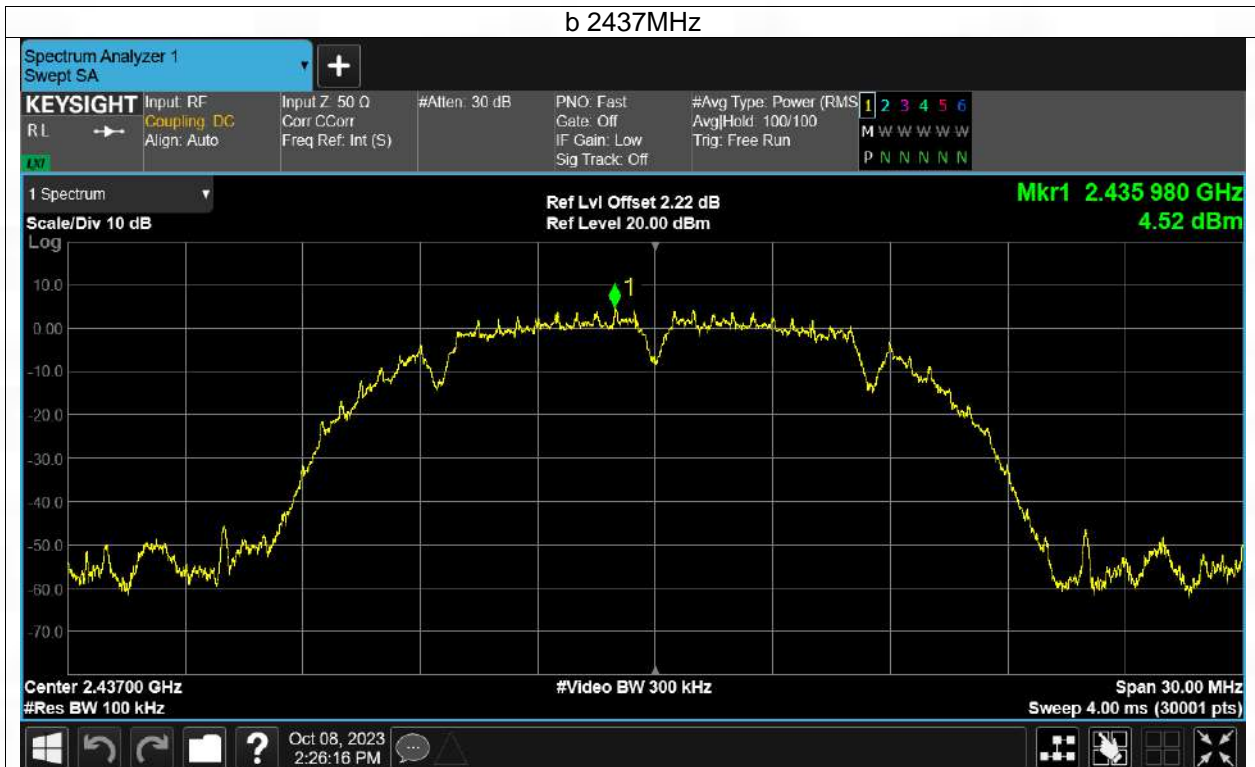 b 2437MHz
Spectrum Analyzer 1
Swept SA
KEYSIGHT
RL
LXI
Input: RF
Coupling: DC
Align: Auto
Input Z: 50 Ω
Corr CCorr
Freq Ref: Int (S)
#Atten: 30 dB
PNO: Fast
Gate: Off
IF Gain: Low
Sig Track: Off
#Avg Type: Power (RMS
Avg|Hold: 100/100
Trig: Free Run
1 2 3 4 5 6
M W W W W W
P N N N N N
1 Spectrum
Scale/Div 10 dB
Log
Ref Lvl Offset 2.22 dB
Ref Level 20.00 dBm
Mkr1 2.435 980 GHz
4.52 dBm
1
10.0
0.00
-10.0
-20.0
-30.0
-40.0
-50.0
-60.0
-70.0
Center 2.43700 GHz
#Res BW 100 kHz
#Video BW 300 kHz
Span 30.00 MHz
Sweep 4.00 ms (30001 pts)
?
Oct 08, 2023
2:26:16 PM